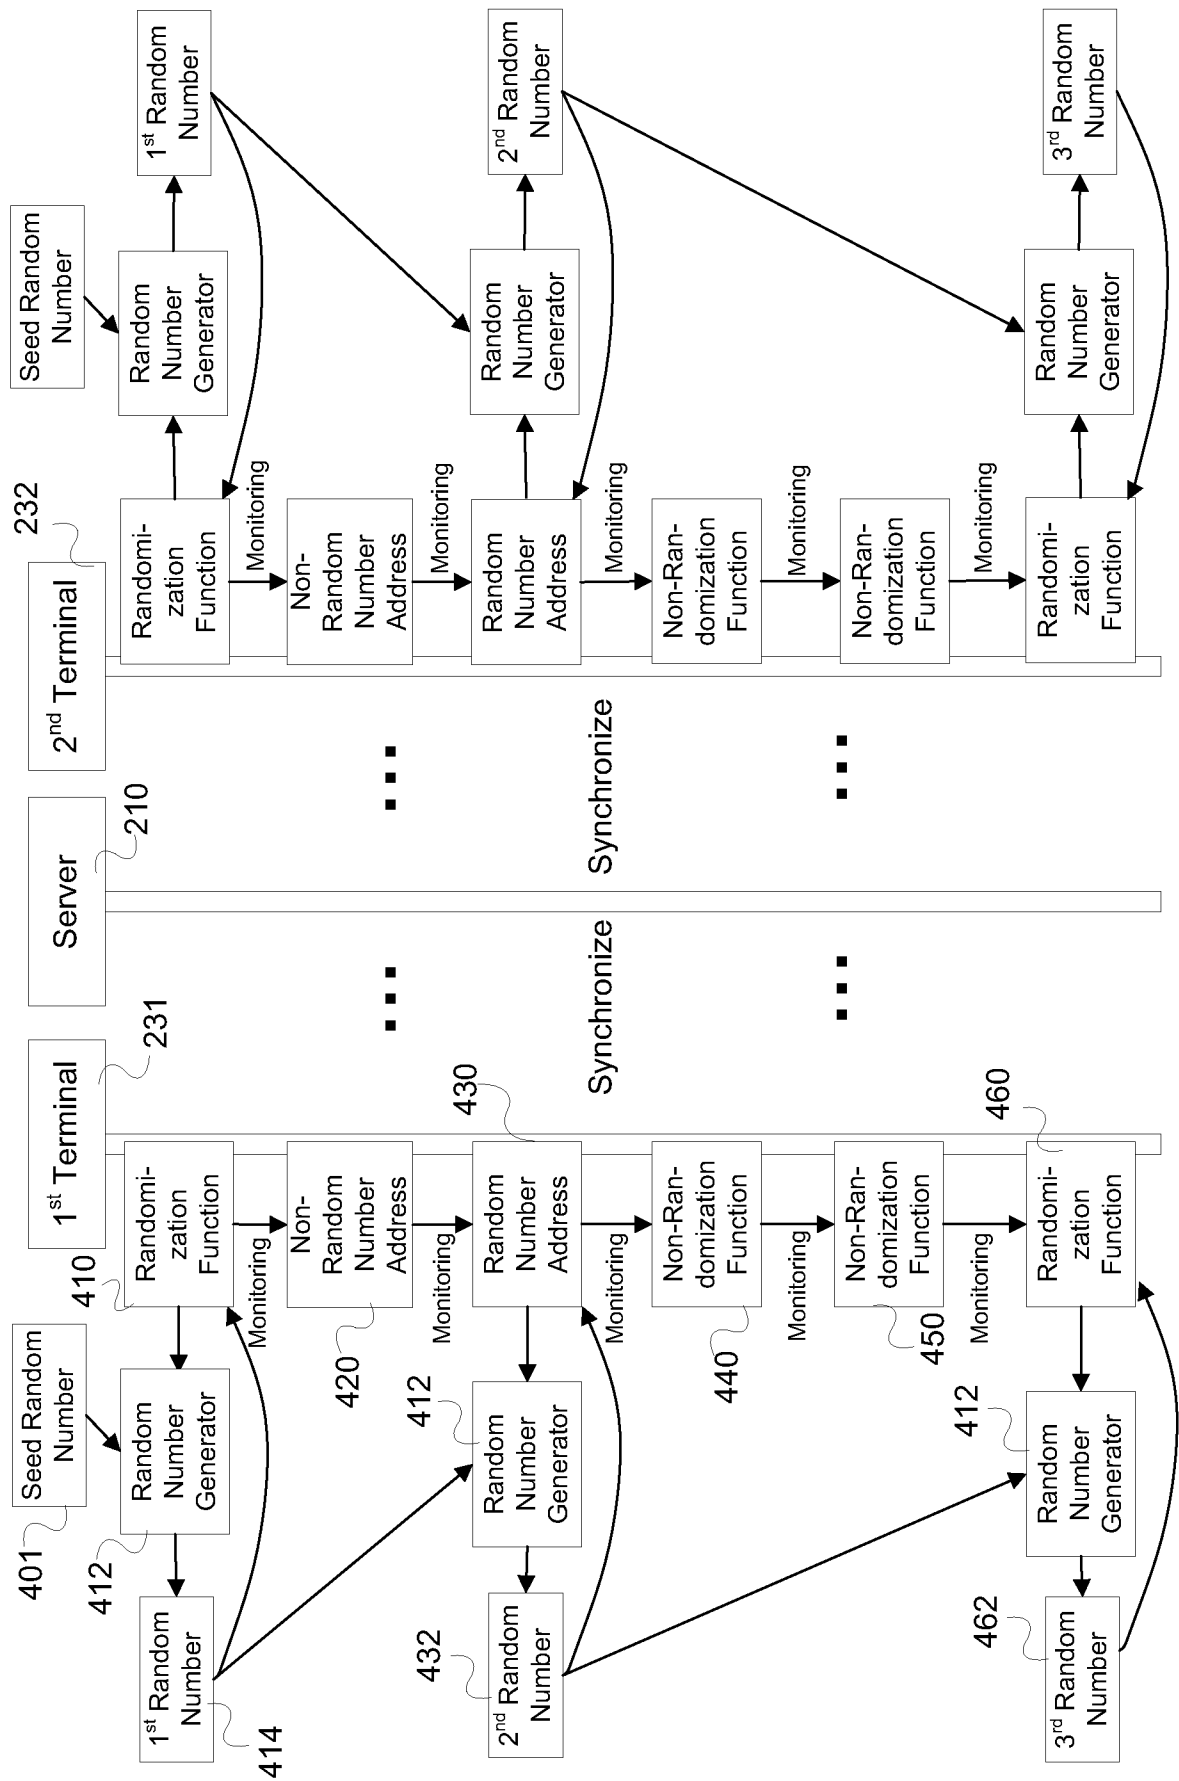 1st Terminal
231
Server
210
2nd Terminal
232
401
Seed Random
Number
410
414
1st Random
Number
412
Random
Number
Generator
Randomi-
zation
Function
Monitoring
420
Non-
Random
Number
Address
Monitoring
432
2nd Random
Number
412
Random
Number
Generator
430
Random
Number
Address
Monitoring
440
Non-Ran-
domization
Function
Monitoring
450
Non-Ran-
domization
Function
Monitoring
462
3rd Random
Number
412
Random
Number
Generator
460
Randomi-
zation
Function
Synchronize
Synchronize
Seed Random
Number
Randomi-
zation
Function
Random
Number
Generator
1st Random
Number
Monitoring
Non-
Random
Number
Address
Monitoring
Random
Number
Address
Random
Number
Generator
2nd Random
Number
Monitoring
Non-Ran-
domization
Function
Monitoring
Non-Ran-
domization
Function
Monitoring
Randomi-
zation
Function
Random
Number
Generator
3rd Random
Number